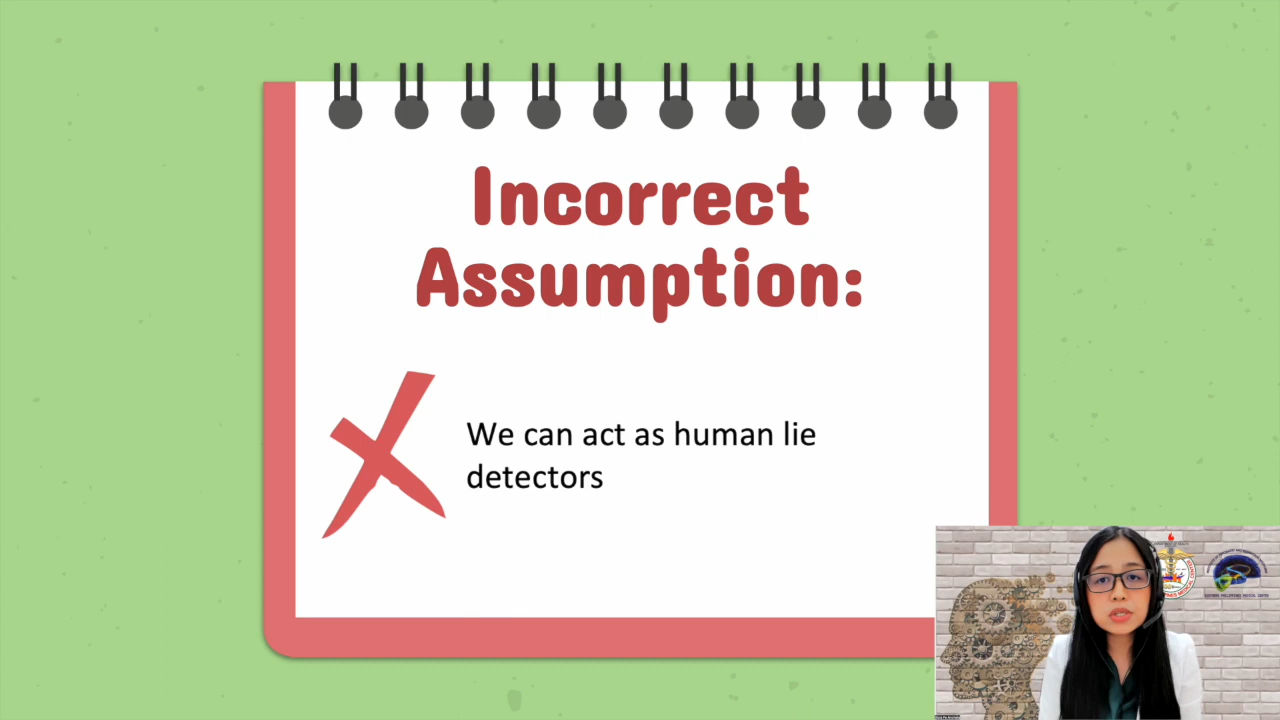 Incorrect
Assumption:
We can act as human lie
detectors